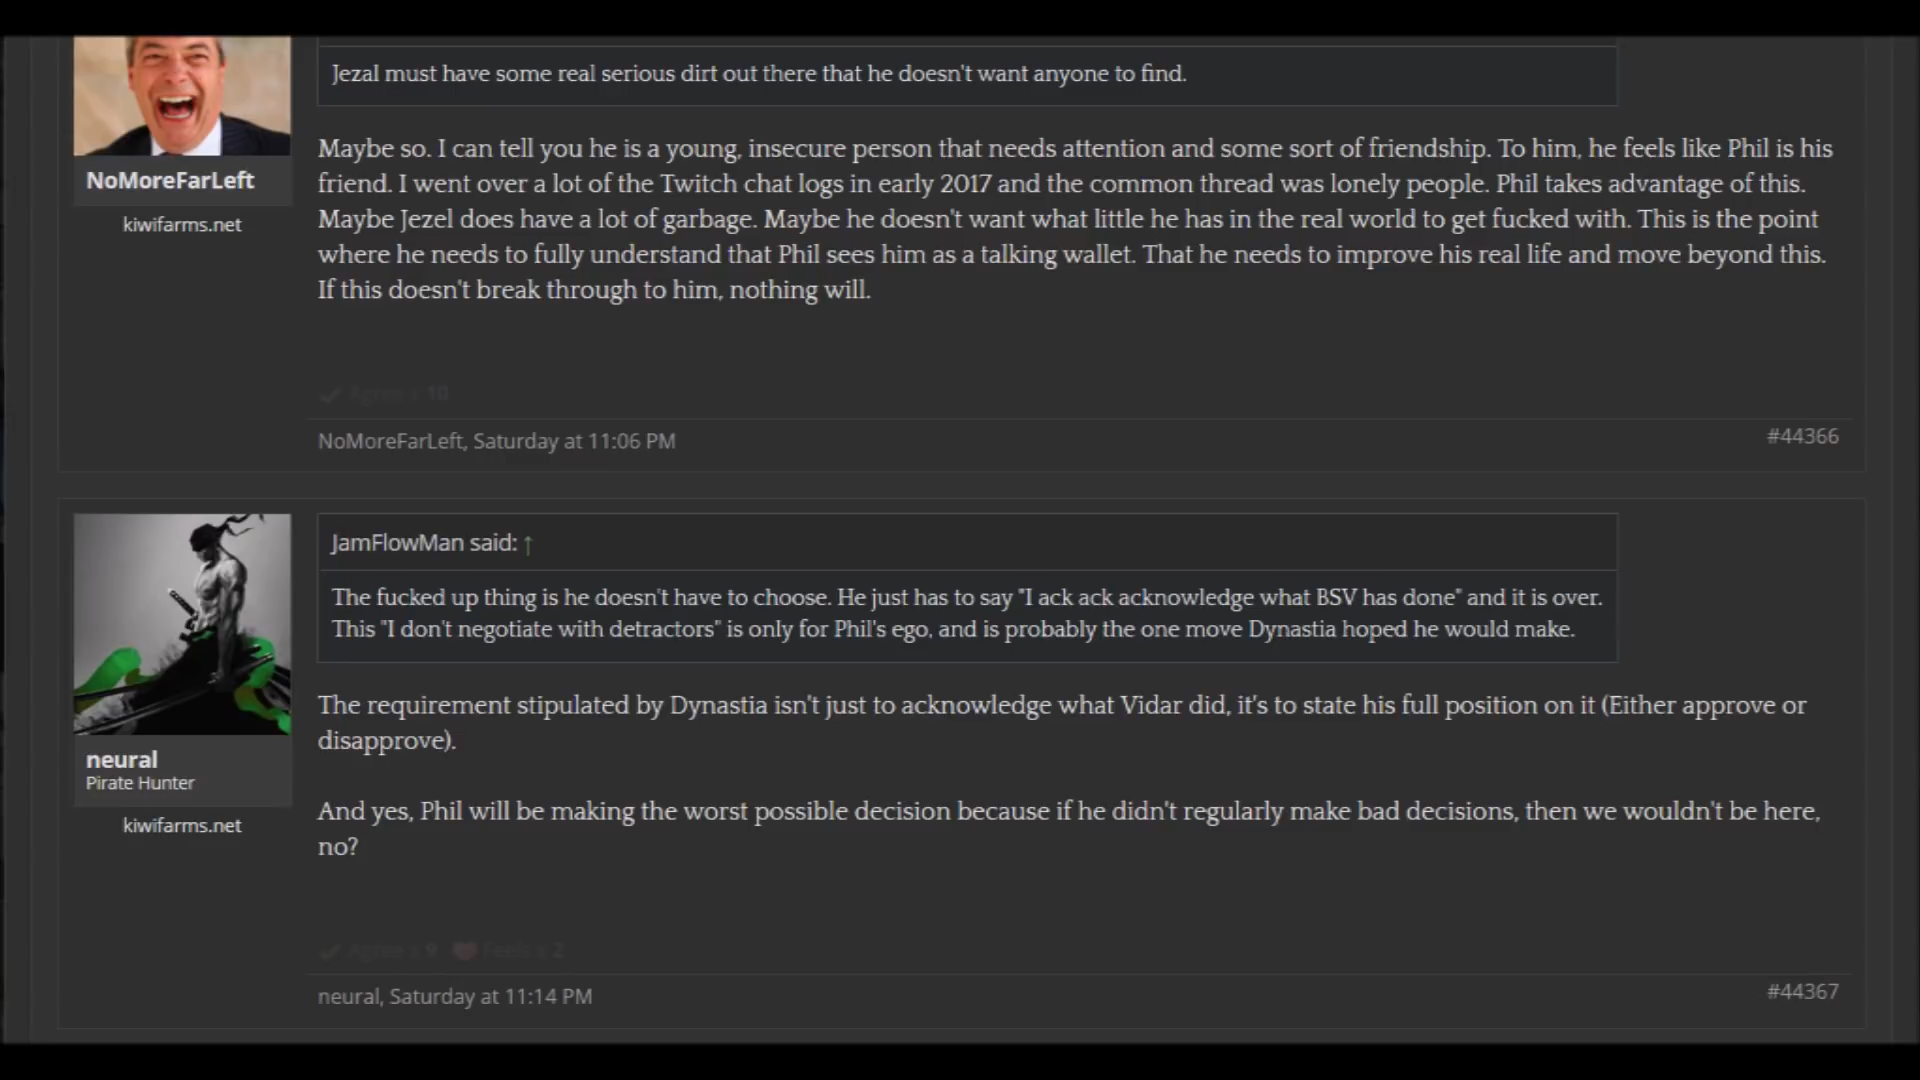 Jezal must have some real serious dirt out there that he doesn't want anyone to find.
Maybe so. I can tell you he is a young, insecure person that needs attention and some sort of friendship. To him, he feels like Phil is his
friend. I went over a lot of the Twitch chat logs in early 2017 and the common thread was lonely people. Phil takes advantage of this.
Maybe Jezel does have a lot of garbage. Maybe he doesn't want what little he has in the real world to get fucked with. This is the point
where he needs to fully understand that Phil sees him as a talking wallet. That he needs to improve his real life and move beyond this.
If this doesn't break through to him, nothing will.
NoMoreFarLeft
kiwifarms.net
Agree x 10
NoMoreFarLeft, Saturday at 11:06 PM
#44366
JamFlowMan said: ↑
The fucked up thing is he doesn't have to choose. He just has to say "I ack ack acknowledge what BSV has done" and it is over.
This "I don't negotiate with detractors" is only for Phil's ego, and is probably the one move Dynastia hoped he would make.
The requirement stipulated by Dynastia isn't just to acknowledge what Vidar did, it's to state his full position on it (Either approve or
disapprove).
And yes, Phil will be making the worst possible decision because if he didn't regularly make bad decisions, then we wouldn't be here,
no?
neural
Pirate Hunter
kiwifarms.net
Agree x 9 Feels x 2
neural, Saturday at 11:14 PM
#44367